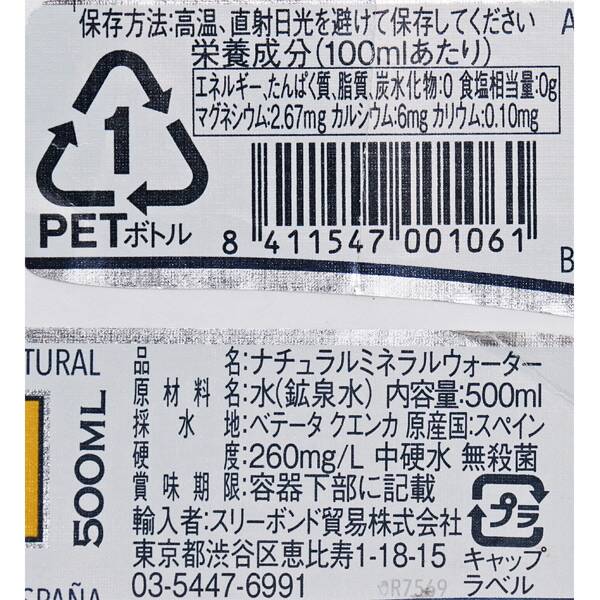 保存方法:高温、直射日光を避けて保存してください
栄養成分(100mlあたり)
エネルギー、たんぱく質、脂質、炭水化物:0 食塩相当量:0g
マグネシウム:2.67mg カルシウム:6mg カリウム:0.10mg
1
PETボトル
8 411547 001061
TURAL
500ML
品名:ナチュラルミネラルウォーター
原材料名:水(鉱泉水) 内容量:500ml
採水地:ベテータ クエンカ 原産国:スペイン
硬度:260mg/L 中硬水 無殺菌
賞味期限:容器下部に記載
輸入者:スリーボンド貿易株式会社
東京都渋谷区恵比寿1-18-15
03-5447-6991
プラ
キャップ
ラベル
R7569
SPAÑA
A
B